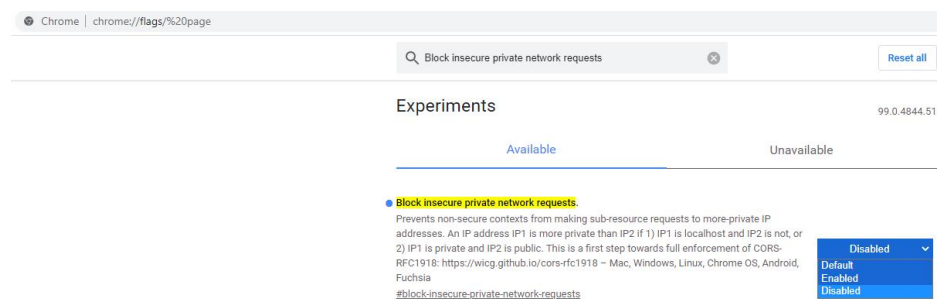 Chrome | chrome://flags/%20page
Block insecure private network requests
Reset all
Experiments
99.0.4844.51
Available
Unavailable
Block insecure private network requests.
Prevents non-secure contexts from making sub-resource requests to more-private IP
addresses. An IP address IP1 is more private than IP2 if 1) IP1 is localhost and IP2 is not, or
2) IP1 is private and IP2 is public. This is a first step towards full enforcement of CORS-
RFC1918: https://wicg.github.io/cors-rfc1918 – Mac, Windows, Linux, Chrome OS, Android,
Fuchsia
#block-insecure-private-network-requests
Disabled
Default
Enabled
Disabled